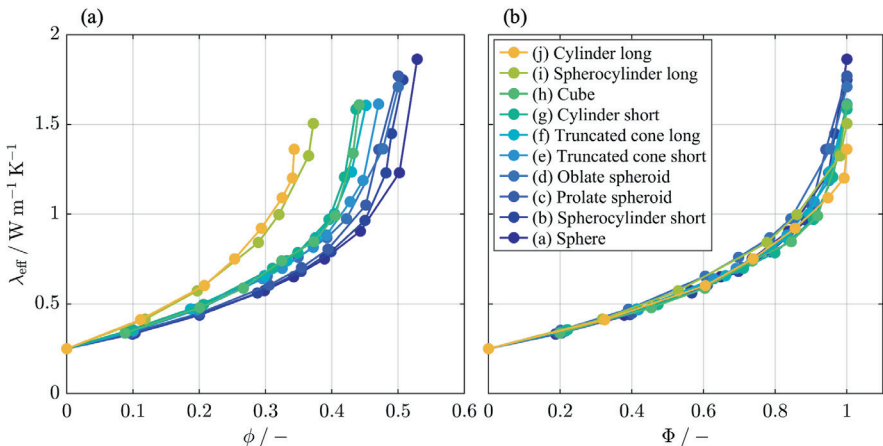 (a)
(b)
2
1.5
1
0.5
0
λeff / W m−1 K−1
0 0.1 0.2 0.3 0.4 0.5 0.6
ϕ / −
(j) Cylinder long
(i) Spherocylinder long
(h) Cube
(g) Cylinder short
(f) Truncated cone long
(e) Truncated cone short
(d) Oblate spheroid
(c) Prolate spheroid
(b) Spherocylinder short
(a) Sphere
0 0.2 0.4 0.6 0.8 1
Φ / −